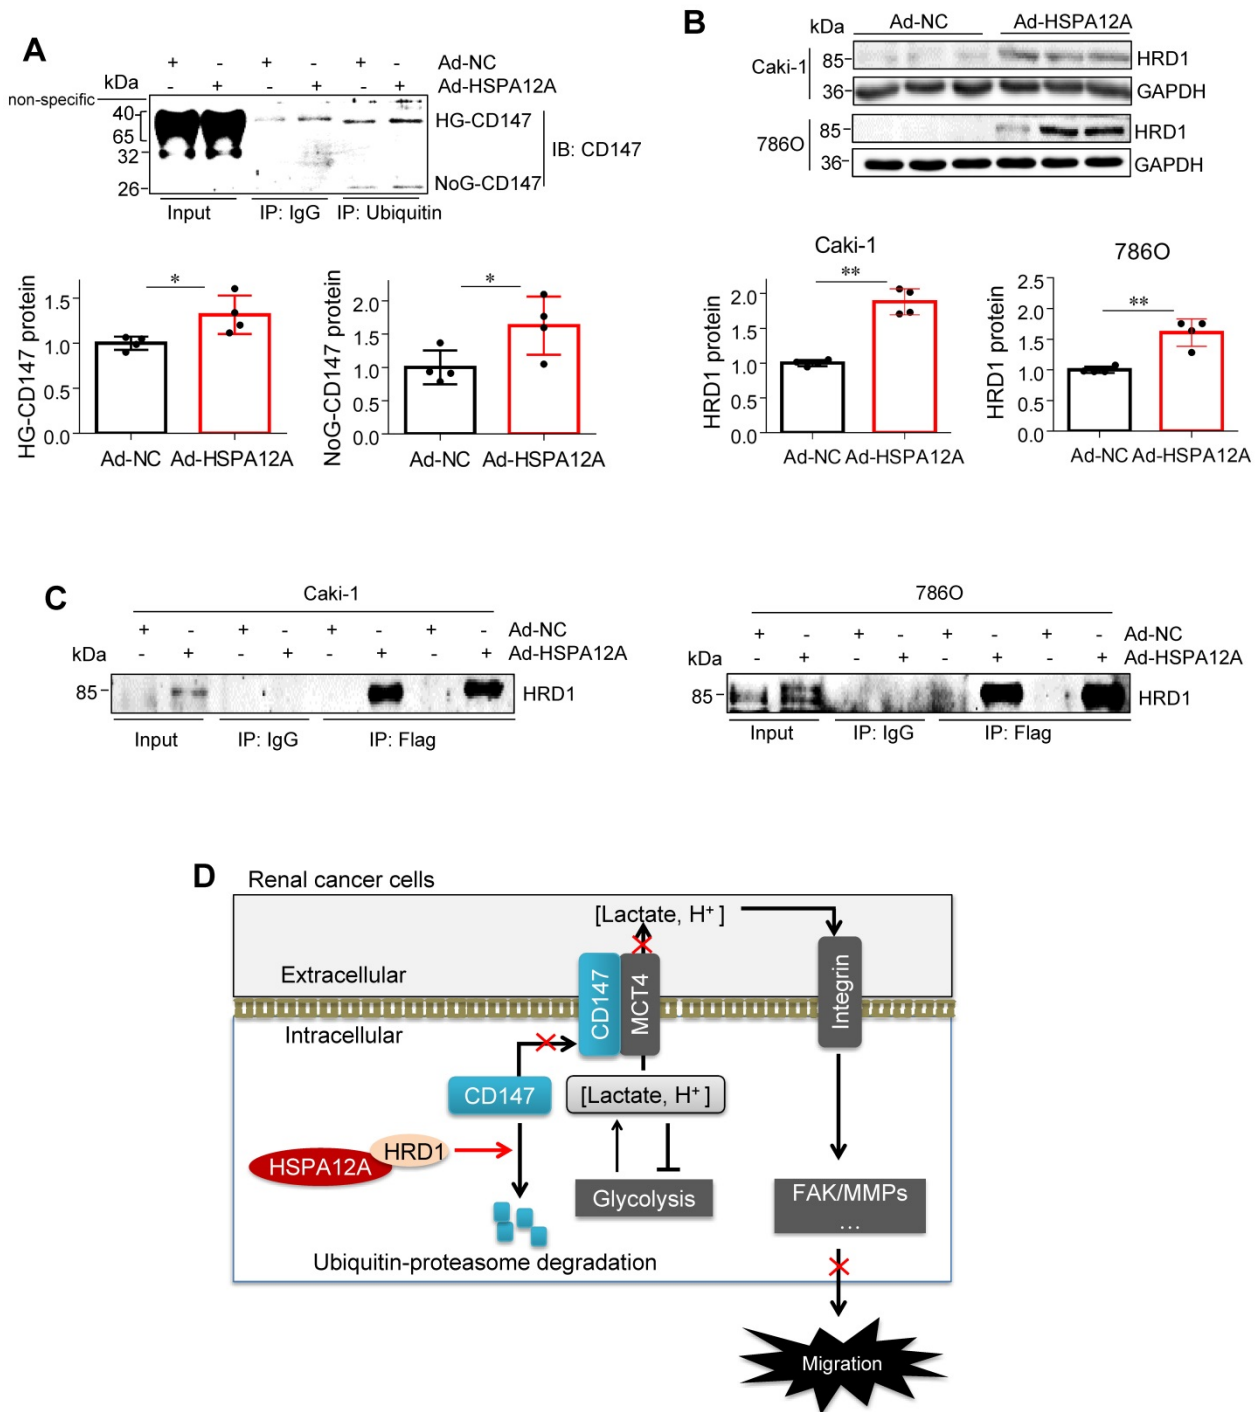 A
kDa
+ - + - + - Ad-NC
- + - + - + Ad-HSPA12A
non-specific
40
65
32
26
HG-CD147
NoG-CD147
IB: CD147
Input IP: IgG IP: Ubiquitin
HG-CD147 protein
1.5
1.0
0.5
0.0
*
Ad-NC Ad-HSPA12A
NoG-CD147 protein
2.0
1.5
1.0
0.5
0.0
*
Ad-NC Ad-HSPA12A
B
kDa Ad-NC Ad-HSPA12A
Caki-1
85 HRD1
36 GAPDH
786O
85 HRD1
36 GAPDH
Caki-1
HRD1 protein
2.0
1.5
1.0
0.5
0.0
**
Ad-NC Ad-HSPA12A
786O
HRD1 protein
2.5
2.0
1.5
1.0
0.5
0.0
**
Ad-NC Ad-HSPA12A
C
Caki-1
+ - + - + - + - Ad-NC
- + - + - + - + Ad-HSPA12A
kDa
85 HRD1
Input IP: IgG IP: Flag
786O
+ - + - + - + - Ad-NC
- + - + - + - + Ad-HSPA12A
kDa
85 HRD1
Input IP: IgG IP: Flag
D
Renal cancer cells
[Lactate, H+]
Extracellular
Intracellular
CD147
MCT4
Integrin
CD147
[Lactate, H+]
HSPA12A
HRD1
Glycolysis
FAK/MMPs
...
Ubiquitin-proteasome degradation
Migration